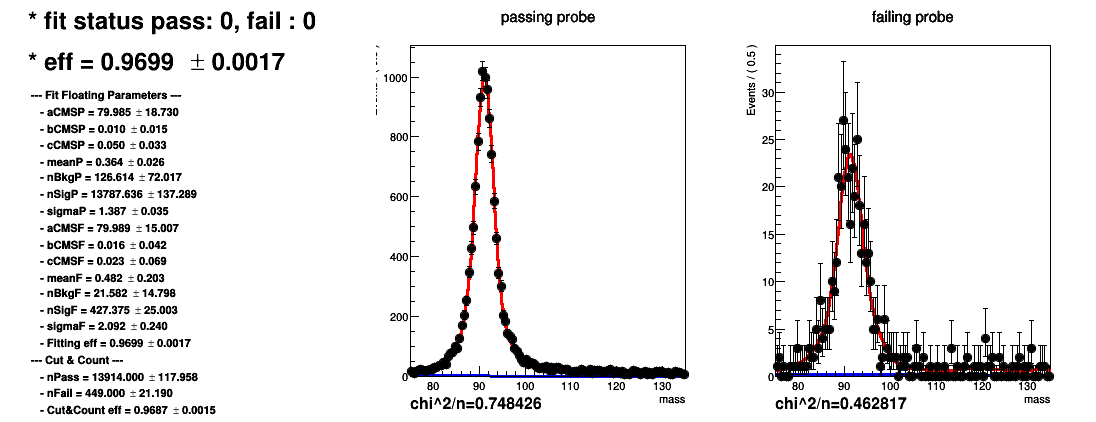 * fit status pass: 0, fail : 0
* eff = 0.9699 ± 0.0017
--- Fit Floating Parameters ---
- aCMSP = 79.985 ± 18.730
- bCMSP = 0.010 ± 0.015
- cCMSP = 0.050 ± 0.033
- meanP = 0.364 ± 0.026
- nBkgP = 126.614 ± 72.017
- nSigP = 13787.636 ± 137.289
- sigmaP = 1.387 ± 0.035
- aCMSF = 79.989 ± 15.007
- bCMSF = 0.016 ± 0.042
- cCMSF = 0.023 ± 0.069
- meanF = 0.482 ± 0.203
- nBkgF = 21.582 ± 14.798
- nSigF = 427.375 ± 25.003
- sigmaF = 2.092 ± 0.240
- Fitting eff = 0.9699 ± 0.0017
--- Cut & Count ---
- nPass = 13914.000 ± 117.958
- nFail = 449.000 ± 21.190
- Cut&Count eff = 0.9687 ± 0.0015
passing probe
1000
800
600
400
200
0
80 90 100 110 120 130
mass
chi^2/n=0.748426
failing probe
Events / ( 0.5 )
30
25
20
15
10
5
0
80 90 100 110 120 130
mass
chi^2/n=0.462817